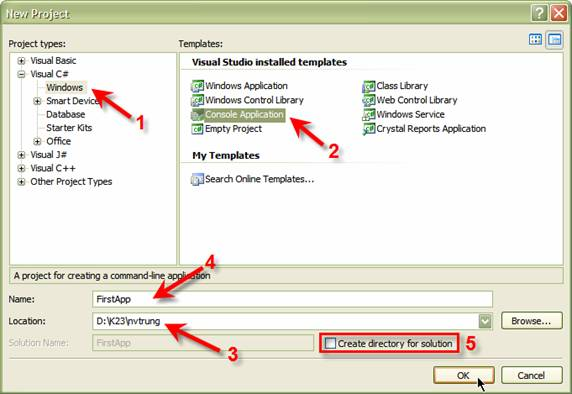 New Project
Project types:
Templates:
Visual Basic
Visual C#
Windows
Smart Device
Database
Starter Kits
Office
Visual J#
Visual C++
Other Project Types
1
Visual Studio installed templates
Windows Application
Class Library
Windows Control Library
Web Control Library
Console Application
Windows Service
Empty Project
Crystal Reports Application
2
My Templates
Search Online Templates...
A project for creating a command-line application
4
Name:
FirstApp
Location:
D:\K23\nvtrung
Browse...
3
Solution Name:
FirstApp
Create directory for solution
5
OK
Cancel